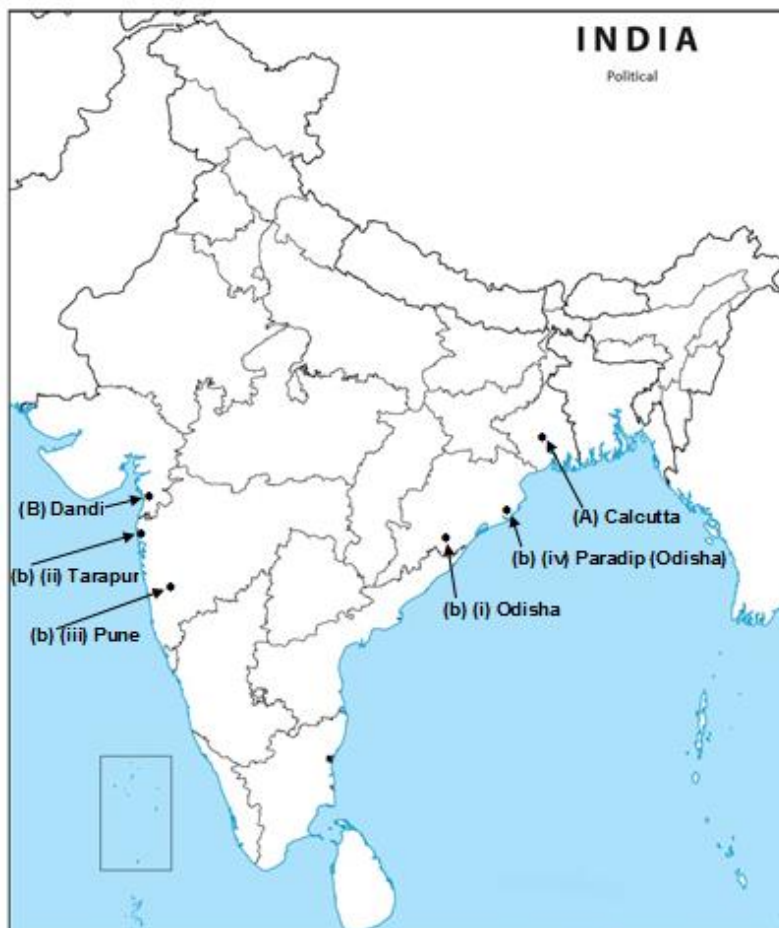 INDIA
Political
(B) Dandi
(A) Calcutta
(b) (iv) Paradip (Odisha)
(b) (ii) Tarapur
(b) (i) Odisha
(b) (iii) Pune